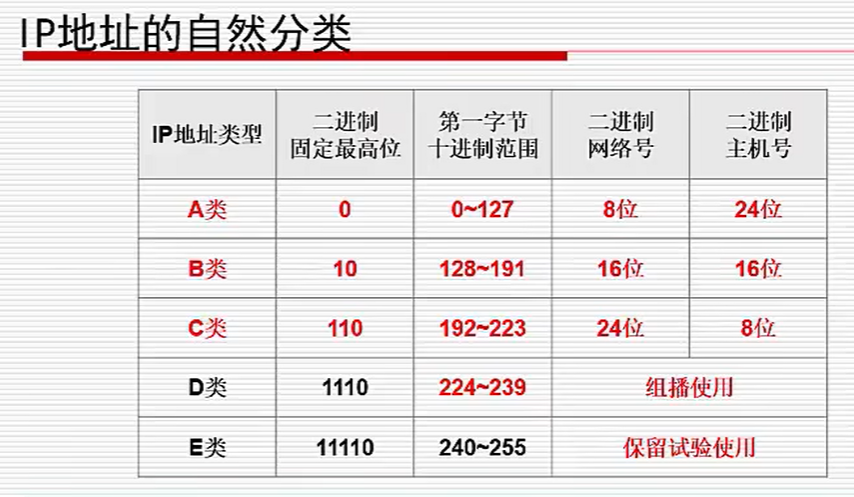 IP地址的自然分类
IP地址类型 二进制固定最高位 第一字节十进制范围 二进制网络号 二进制主机号
A类 0 0~127 8位 24位
B类 10 128~191 16位 16位
C类 110 192~223 24位 8位
D类 1110 224~239 组播使用
E类 11110 240~255 保留试验使用